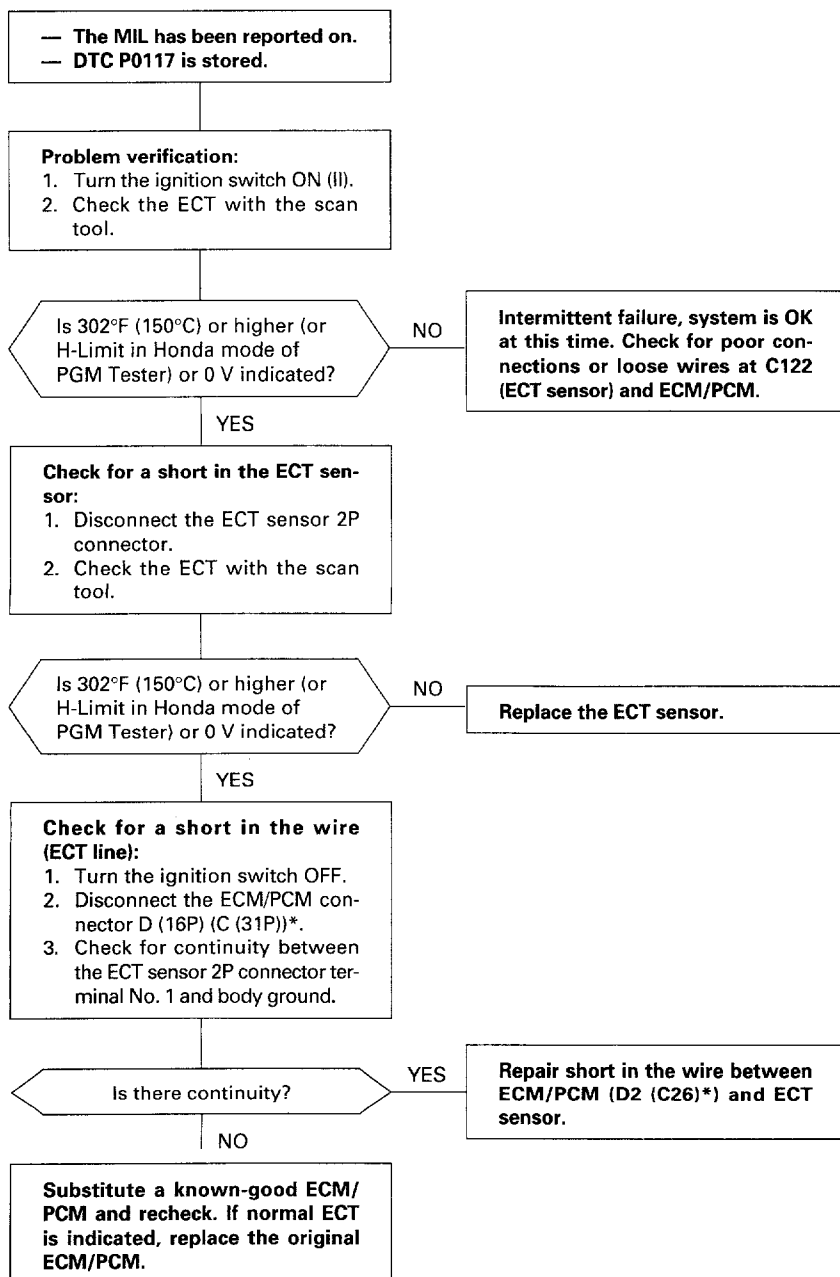 — The MIL has been reported on.
— DTC P0117 is stored.
Problem verification:
1. Turn the ignition switch ON (II).
2. Check the ECT with the scan
tool.
Is 302°F (150°C) or higher (or
H-Limit in Honda mode of
PGM Tester) or 0 V indicated?
NO
Intermittent failure, system is OK
at this time. Check for poor con-
nections or loose wires at C122
(ECT sensor) and ECM/PCM.
YES
Check for a short in the ECT sen-
sor:
1. Disconnect the ECT sensor 2P
connector.
2. Check the ECT with the scan
tool.
Is 302°F (150°C) or higher (or
H-Limit in Honda mode of
PGM Tester) or 0 V indicated?
NO
Replace the ECT sensor.
YES
Check for a short in the wire
(ECT line):
1. Turn the ignition switch OFF.
2. Disconnect the ECM/PCM con-
nector D (16P) (C (31P))*.
3. Check for continuity between
the ECT sensor 2P connector ter-
minal No. 1 and body ground.
Is there continuity?
YES
Repair short in the wire between
ECM/PCM (D2 (C26)*) and ECT
sensor.
NO
Substitute a known-good ECM/
PCM and recheck. If normal ECT
is indicated, replace the original
ECM/PCM.